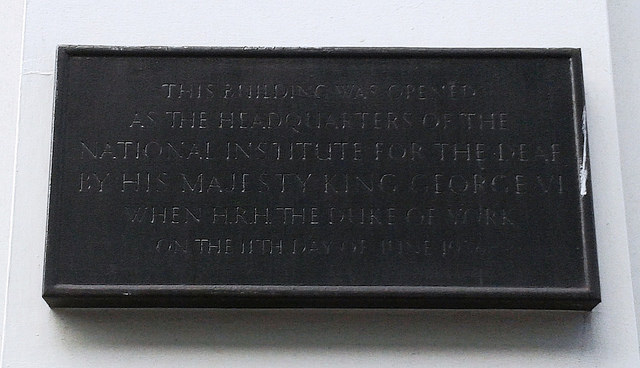 THIS BUILDING WAS OPENED
AS THE HEADQUARTERS OF THE
NATIONAL INSTITUTE FOR THE DEAF
BY HIS MAJESTY KING GEORGE VI
WHEN H.R.H. THE DUKE OF YORK
ON THE 11TH DAY OF JUNE